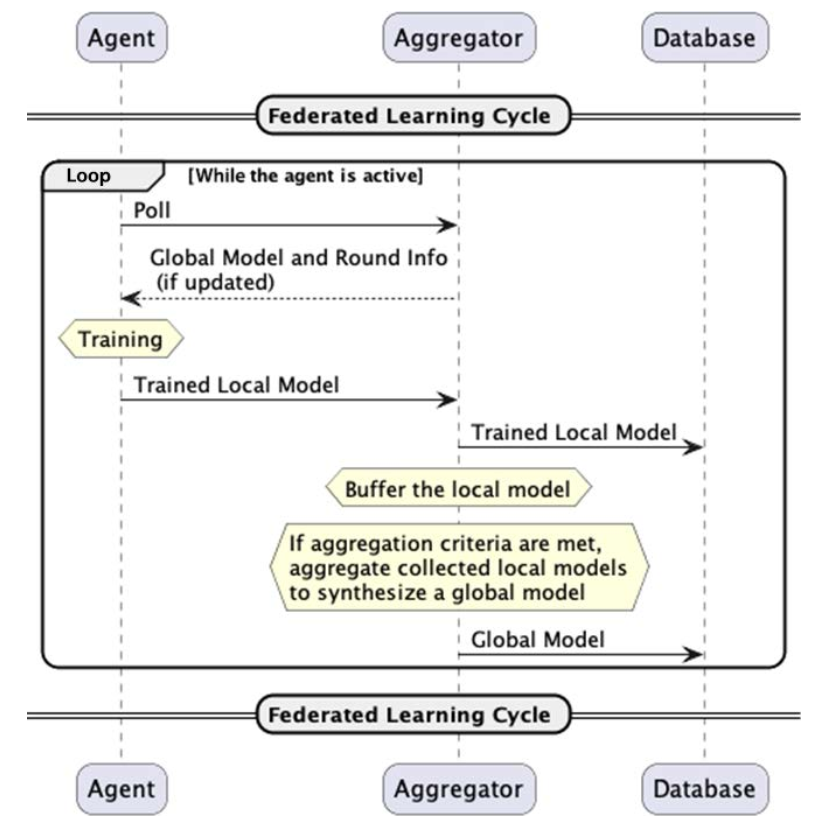 Agent
Aggregator
Database
Federated Learning Cycle
Loop
[While the agent is active]
Poll
Global Model and Round Info
(if updated)
Training
Trained Local Model
Trained Local Model
Buffer the local model
If aggregation criteria are met,
aggregate collected local models
to synthesize a global model
Global Model
Federated Learning Cycle
Agent
Aggregator
Database